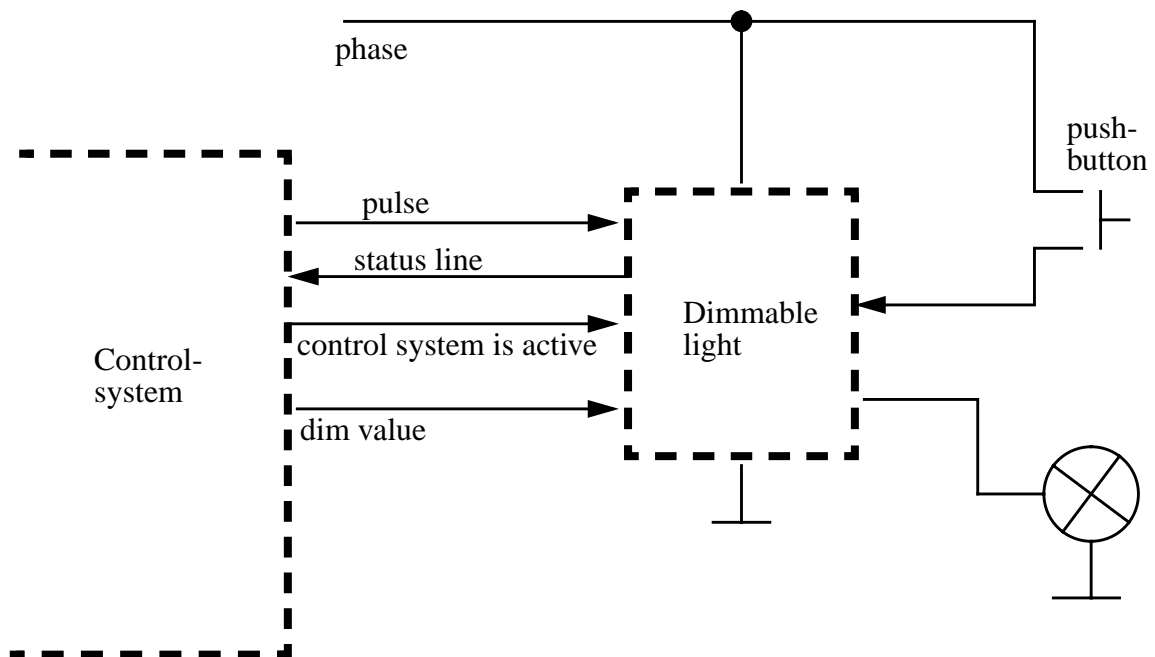 phase
push-
button
pulse
status line
control system is active
dim value
Control-
system
Dimmable
light